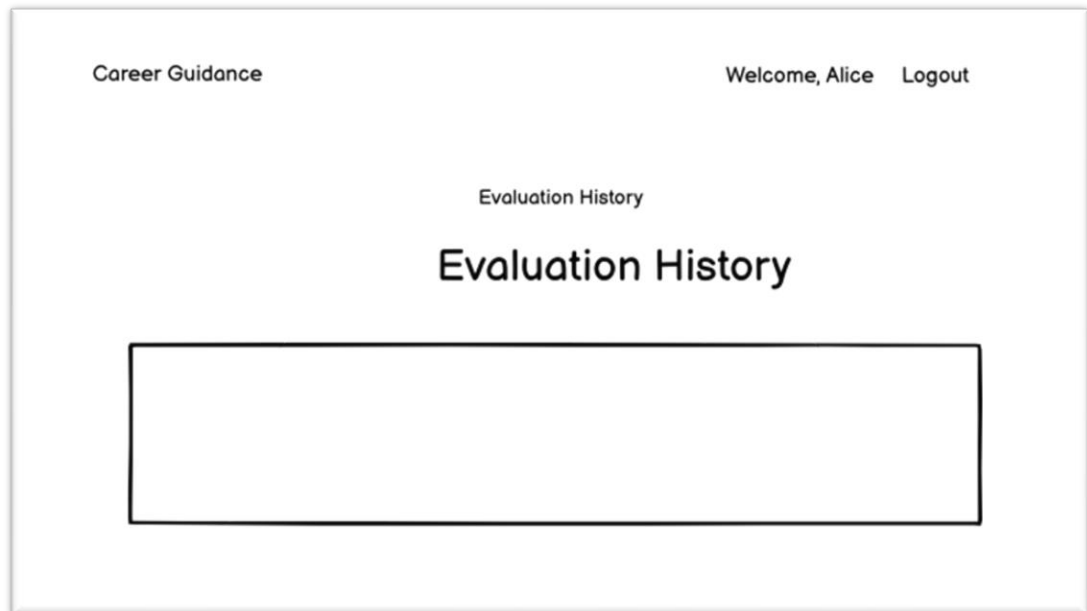 Career Guidance
Welcome, Alice Logout
Evaluation History
Evaluation History